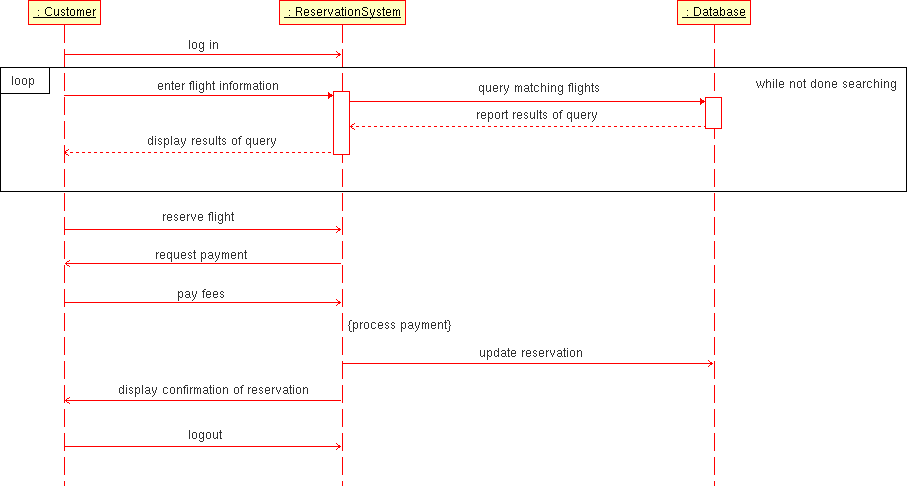 : Customer
: ReservationSystem
: Database
log in
loop
while not done searching
enter flight information
query matching flights
report results of query
display results of query
reserve flight
request payment
pay fees
{process payment}
update reservation
display confirmation of reservation
logout